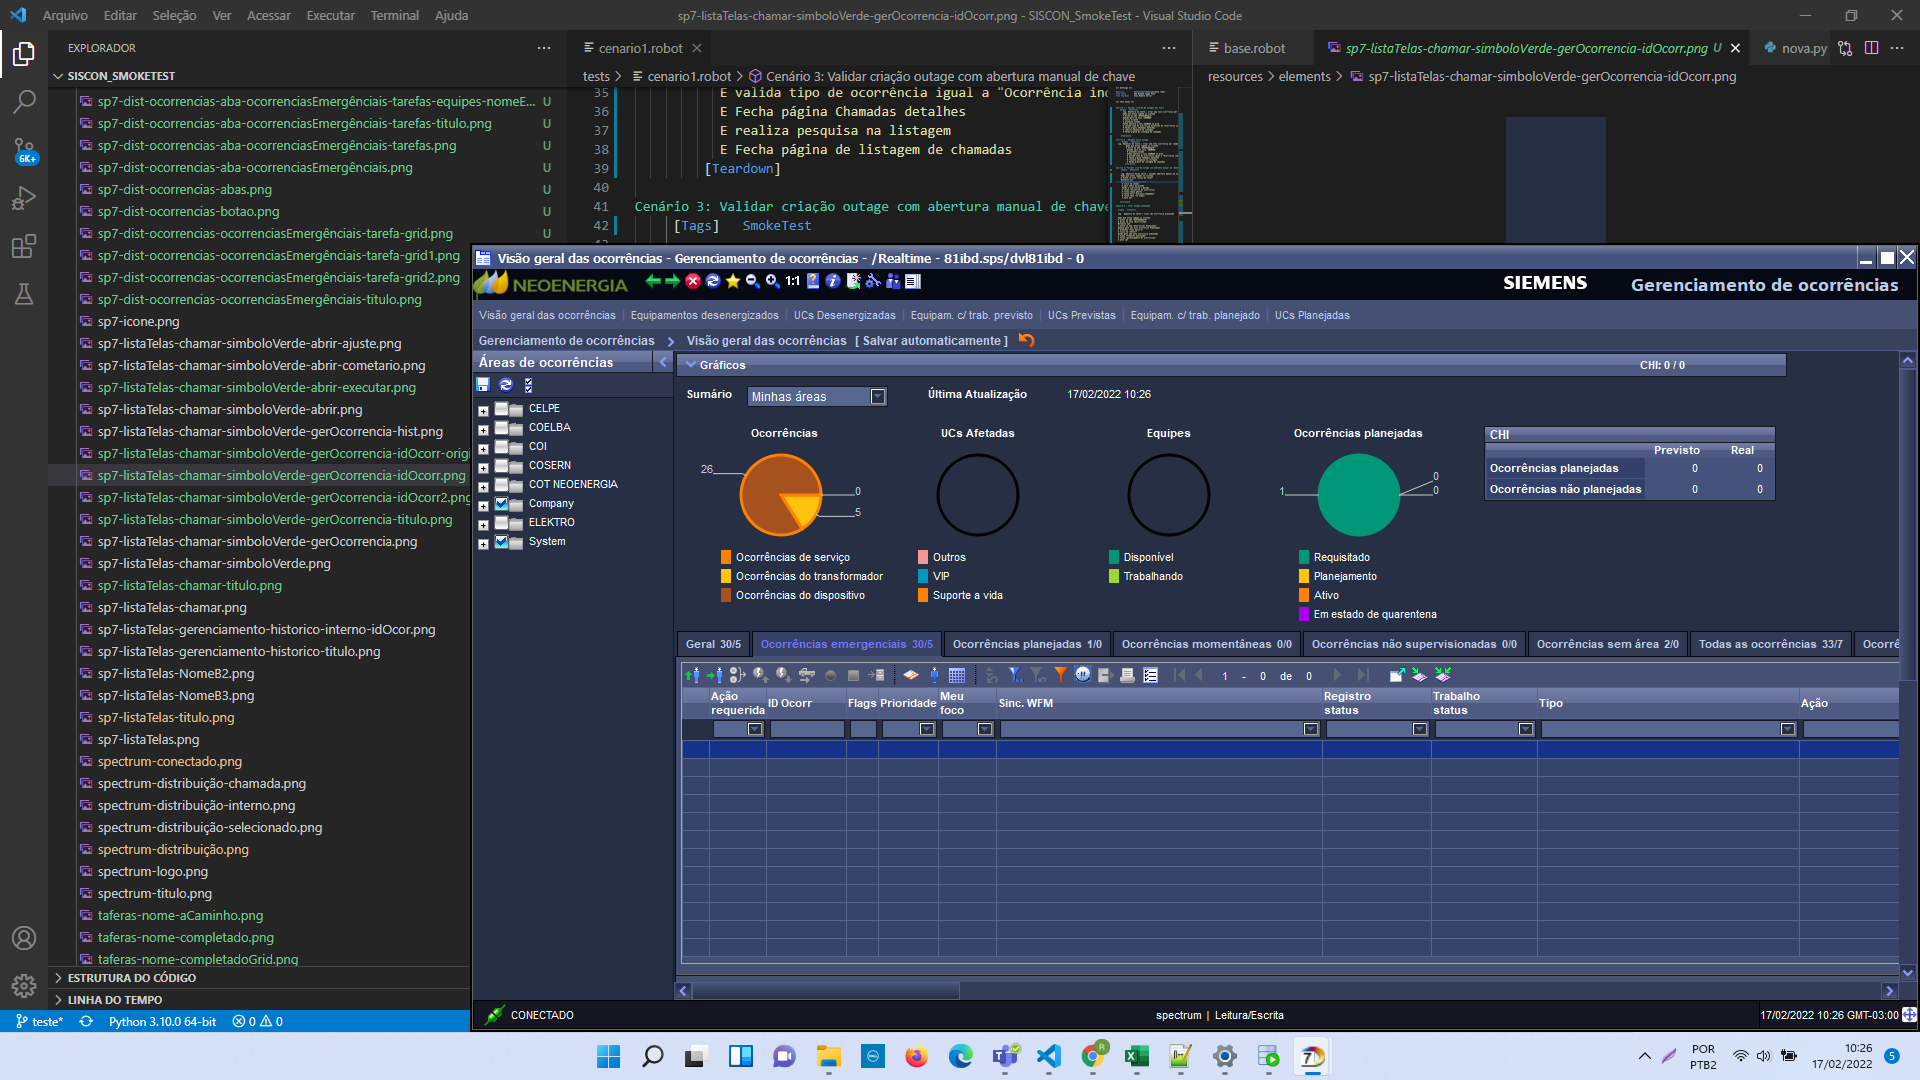 Arquivo Editar Seleção Ver Acessar Executar Terminal Ajuda
sp7-listaTelas-chamar-simboloVerde-gerOcorrencia-idOcorr.png - SISCON_SmokeTest - Visual Studio Code
EXPLORADOR
SISCON_SMOKETEST
sp7-dist-ocorrencias-aba-ocorrenciasEmergênciais-tarefas-equipes-nomeE... U
sp7-dist-ocorrencias-aba-ocorrenciasEmergênciais-tarefas-titulo.png U
sp7-dist-ocorrencias-aba-ocorrenciasEmergênciais-tarefas.png U
sp7-dist-ocorrencias-aba-ocorrenciasEmergênciais.png U
sp7-dist-ocorrencias-abas.png U
sp7-dist-ocorrencias-botao.png U
sp7-dist-ocorrencias-ocorrenciasEmergênciais-tarefa-grid.png U
sp7-dist-ocorrencias-ocorrenciasEmergênciais-tarefa-grid1.png
sp7-dist-ocorrencias-ocorrenciasEmergênciais-tarefa-grid2.png
sp7-dist-ocorrencias-ocorrenciasEmergênciais-titulo.png
sp7-icone.png
sp7-listaTelas-chamar-simboloVerde-abrir-ajuste.png
sp7-listaTelas-chamar-simboloVerde-abrir-cometario.png
sp7-listaTelas-chamar-simboloVerde-abrir-executar.png
sp7-listaTelas-chamar-simboloVerde-abrir.png
sp7-listaTelas-chamar-simboloVerde-gerOcorrencia-hist.png
sp7-listaTelas-chamar-simboloVerde-gerOcorrencia-idOcorr-origi
sp7-listaTelas-chamar-simboloVerde-gerOcorrencia-idOcorr.png
sp7-listaTelas-chamar-simboloVerde-gerOcorrencia-idOcorr2.png
sp7-listaTelas-chamar-simboloVerde-gerOcorrencia-titulo.png
sp7-listaTelas-chamar-simboloVerde-gerOcorrencia.png
sp7-listaTelas-chamar-simboloVerde.png
sp7-listaTelas-chamar-titulo.png
sp7-listaTelas-chamar.png
sp7-listaTelas-gerenciamento-historico-interno-idOcor.png
sp7-listaTelas-gerenciamento-historico-titulo.png
sp7-listaTelas-NomeB2.png
sp7-listaTelas-NomeB3.png
sp7-listaTelas-titulo.png
sp7-listaTelas.png
spectrum-conectado.png
spectrum-distribuição-chamada.png
spectrum-distribuição-interno.png
spectrum-distribuição-selecionado.png
spectrum-distribuição.png
spectrum-logo.png
spectrum-titulo.png
taferas-nome-aCaminho.png
taferas-nome-completado.png
taferas-nome-completadoGrid.png
ESTRUTURA DO CÓDIGO
LINHA DO TEMPO
6K+
teste* Python 3.10.0 64-bit 0 0
cenario1.robot
tests > cenario1.robot > Cenário 3: Validar criação outage com abertura manual de chave
35 E valida tipo de ocorrência igual a "Ocorrência inc
36 E Fecha página Chamadas detalhes
37 E realiza pesquisa na listagem
38 E Fecha página de listagem de chamadas
39 [Teardown]
40
41 Cenário 3: Validar criação outage com abertura manual de chave
42 [Tags] SmokeTest
base.robot sp7-listaTelas-chamar-simboloVerde-gerOcorrencia-idOcorr.png U nova.py
resources > elements > sp7-listaTelas-chamar-simboloVerde-gerOcorrencia-idOcorr.png
Visão geral das ocorrências - Gerenciamento de ocorrências - /Realtime - 81ibd.sps/dvl81ibd - 0
NEOENERGIA 1:1 SIEMENS Gerenciamento de ocorrências
Visão geral das ocorrências Equipamentos desenergizados UCs Desenergizadas Equipam. c/ trab. previsto UCs Previstas Equipam. c/ trab. planejado UCs Planejadas
Gerenciamento de ocorrências > Visão geral das ocorrências [ Salvar automaticamente ]
Áreas de ocorrências
CELPE
COELBA
COI
COSERN
COT NEOENERGIA
Company
ELEKTRO
System
Gráficos CHI: 0 / 0
Sumário Minhas áreas Última Atualização 17/02/2022 10:26
Ocorrências
26
0
5
Ocorrências de serviço
Ocorrências do transformador
Ocorrências do dispositivo
UCs Afetadas
Outros
VIP
Suporte a vida
Equipes
Disponível
Trabalhando
Ocorrências planejadas
1
0
0
Requisitado
Planejamento
Ativo
Em estado de quarentena
CHI
Previsto Real
Ocorrências planejadas 0 0
Ocorrências não planejadas 0 0
Geral 30/5 Ocorrências emergenciais 30/5 Ocorrências planejadas 1/0 Ocorrências momentâneas 0/0 Ocorrências não supervisionadas 0/0 Ocorrências sem área 2/0 Todas as ocorrências 33/7 Ocorrê
1 - 0 de 0
Ação requerida ID Ocorr Flags Prioridade Meu foco Sinc. WFM Registro status Trabalho status Tipo Ação
CONECTADO spectrum | Leitura/Escrita 17/02/2022 10:26 GMT-03:00
POR
PTB2
10:26
17/02/2022
5